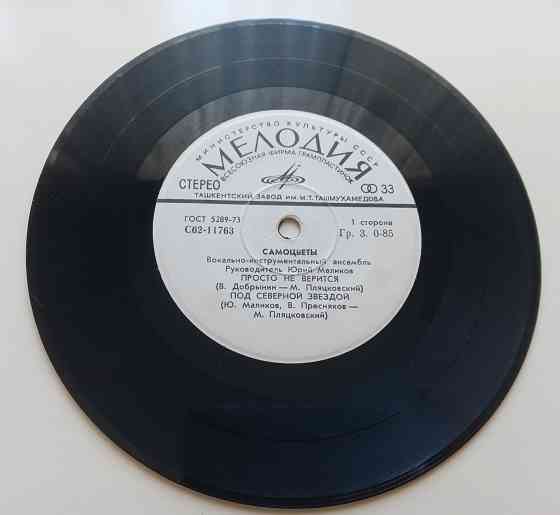 МИНИСТЕРСТВО КУЛЬТУРЫ СССР
МЕЛОДИЯ
ВСЕСОЮЗНАЯ ФИРМА ГРАМПЛАСТИНОК
СТЕРЕО
33
ТАШКЕНТСКИЙ ЗАВОД ИМ М.Т.ТАШМУХАМЕДОВА
ГОСТ 5289-73
1 сторона
С62-11763
Гр. 3. 0-85
САМОЦВЕТЫ
Вокально-инструментальный ансамбль
Руководитель Юрий Маликов
ПРОСТО НЕ ВЕРИТСЯ
(В. Добрынин — М. Пляцковский)
ПОД СЕВЕРНОЙ ЗВЕЗДОЙ
(Ю. Маликов, В. Пресняков —
М. Пляцковский)